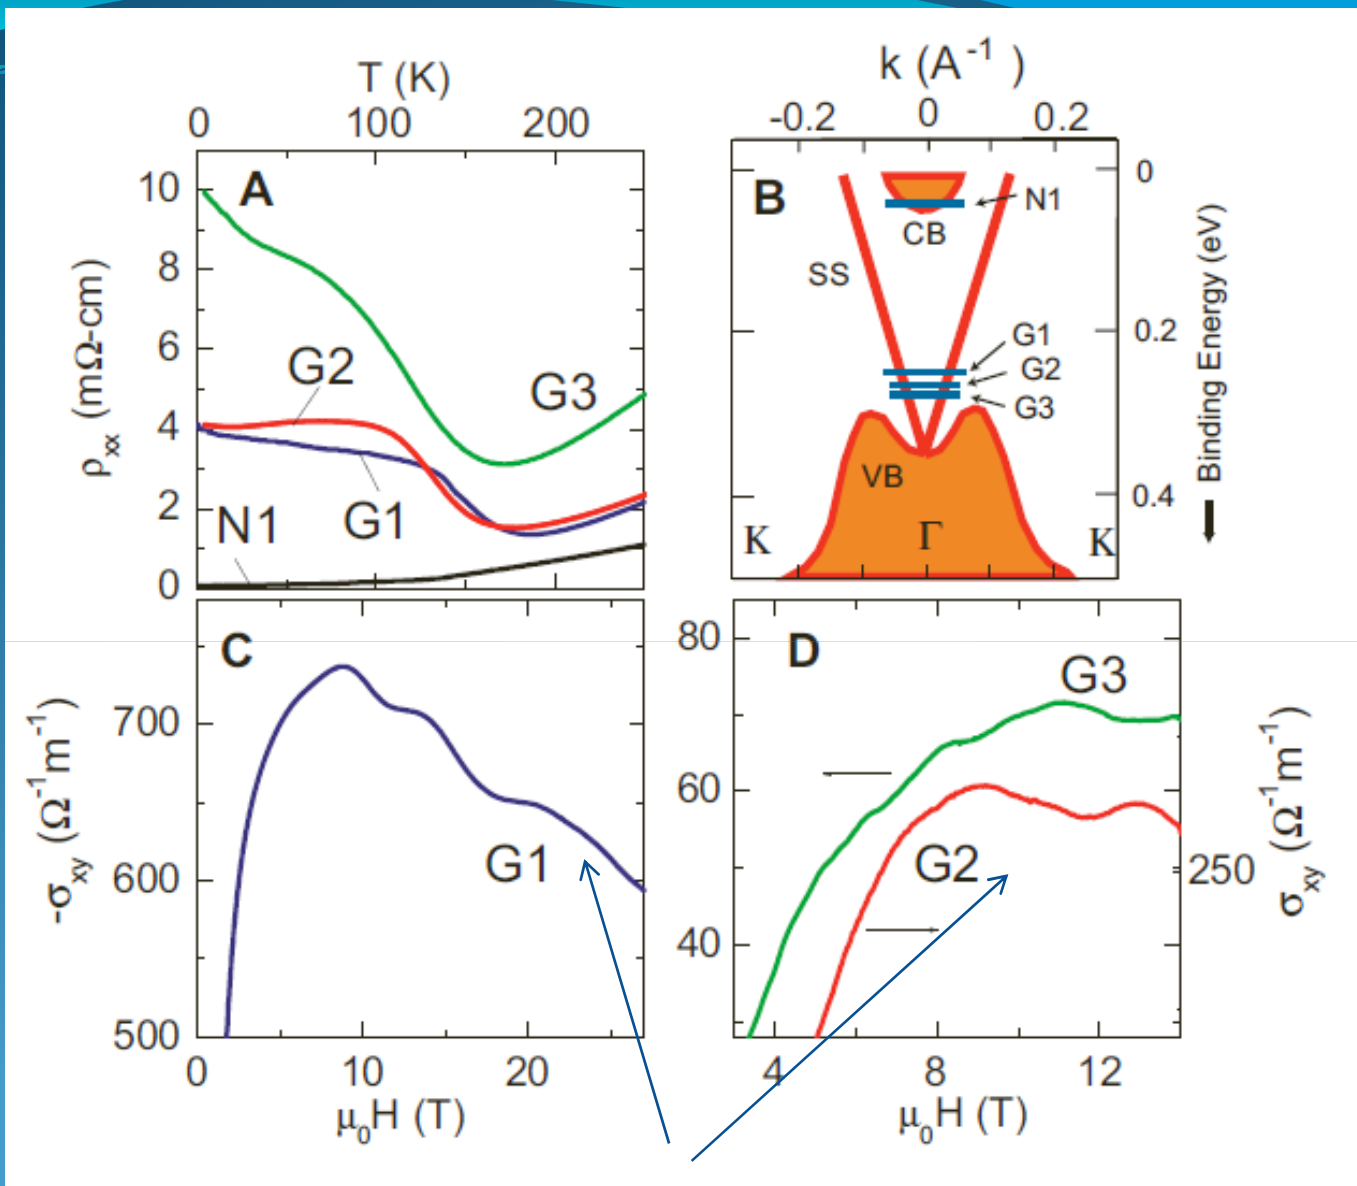 T (K)
0 100 200
A
10
8
6
4
2
0
ρxx (mΩ-cm)
G2
G3
N1
G1
k (A⁻¹)
-0.2 0 0.2
B
N1
CB
SS
G1
G2
G3
VB
K Γ K
0
0.2
0.4
Binding Energy (eV)
C
700
600
500
-σxy (Ω⁻¹m⁻¹)
G1
0 10 20
μ₀H (T)
D
80
60
40
G3
G2
250
σxy (Ω⁻¹m⁻¹)
4 8 12
μ₀H (T)